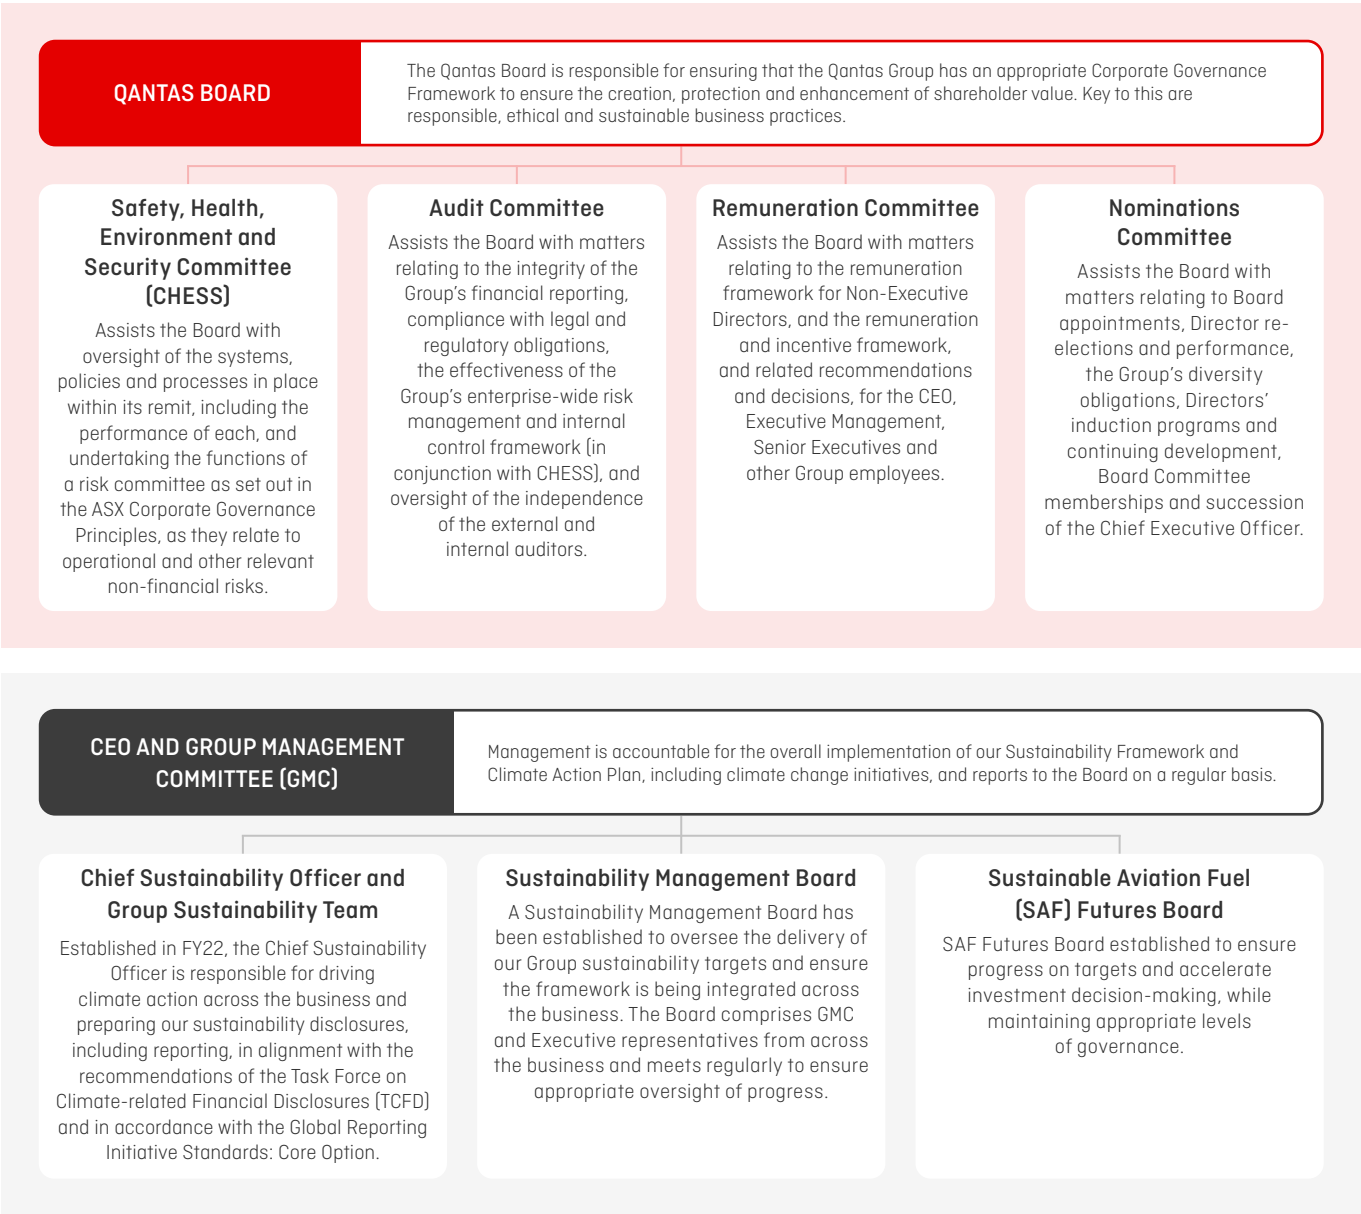 QANTAS BOARD
The Qantas Board is responsible for ensuring that the Qantas Group has an appropriate Corporate Governance
Framework to ensure the creation, protection and enhancement of shareholder value. Key to this are
responsible, ethical and sustainable business practices.
Safety, Health,
Environment and
Security Committee
(CHESS)
Assists the Board with
oversight of the systems,
policies and processes in place
within its remit, including the
performance of each, and
undertaking the functions of
a risk committee as set out in
the ASX Corporate Governance
Principles, as they relate to
operational and other relevant
non-financial risks.
Audit Committee
Assists the Board with matters
relating to the integrity of the
Group's financial reporting,
compliance with legal and
regulatory obligations,
the effectiveness of the
Group's enterprise-wide risk
management and internal
control framework (in
conjunction with CHESS), and
oversight of the independence
of the external and
internal auditors.
Remuneration Committee
Assists the Board with matters
relating to the remuneration
framework for Non-Executive
Directors, and the remuneration
and incentive framework,
and related recommendations
and decisions, for the CEO,
Executive Management,
Senior Executives and
other Group employees.
Nominations
Committee
Assists the Board with
matters relating to Board
appointments, Director re-
elections and performance,
the Group's diversity
obligations, Directors'
induction programs and
continuing development,
Board Committee
memberships and succession
of the Chief Executive Officer.
CEO AND GROUP MANAGEMENT
COMMITTEE (GMC)
Management is accountable for the overall implementation of our Sustainability Framework and
Climate Action Plan, including climate change initiatives, and reports to the Board on a regular basis.
Chief Sustainability Officer and
Group Sustainability Team
Established in FY22, the Chief Sustainability
Officer is responsible for driving
climate action across the business and
preparing our sustainability disclosures,
including reporting, in alignment with the
recommendations of the Task Force on
Climate-related Financial Disclosures (TCFD)
and in accordance with the Global Reporting
Initiative Standards: Core Option.
Sustainability Management Board
A Sustainability Management Board has
been established to oversee the delivery of
our Group sustainability targets and ensure
the framework is being integrated across
the business. The Board comprises GMC
and Executive representatives from across
the business and meets regularly to ensure
appropriate oversight of progress.
Sustainable Aviation Fuel
(SAF) Futures Board
SAF Futures Board established to ensure
progress on targets and accelerate
investment decision-making, while
maintaining appropriate levels
of governance.